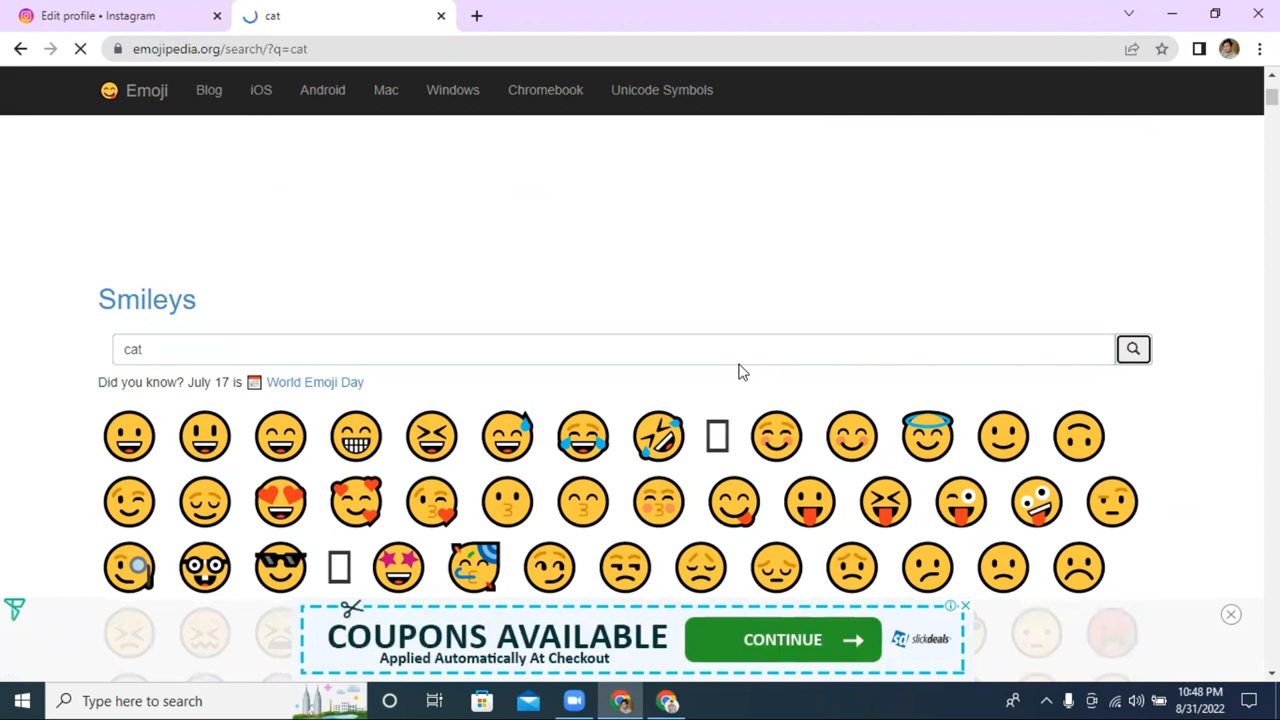 Edit profile • Instagram
cat
emojipedia.org/search/?q=cat
Emoji Blog iOS Android Mac Windows Chromebook Unicode Symbols
Smileys
cat
Did you know? July 17 is World Emoji Day
COUPONS AVAILABLE
Applied Automatically At Checkout
CONTINUE
slickdeals
Type here to search
10:48 PM
8/31/2022